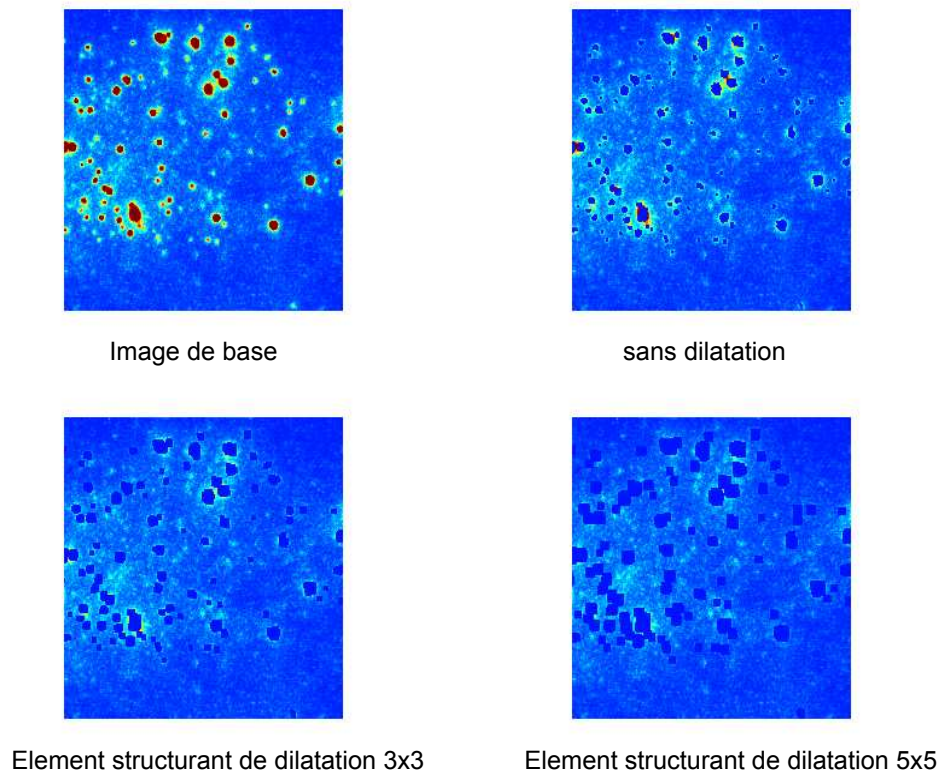 Image de base
sans dilatation
Element structurant de dilatation 3x3
Element structurant de dilatation 5x5